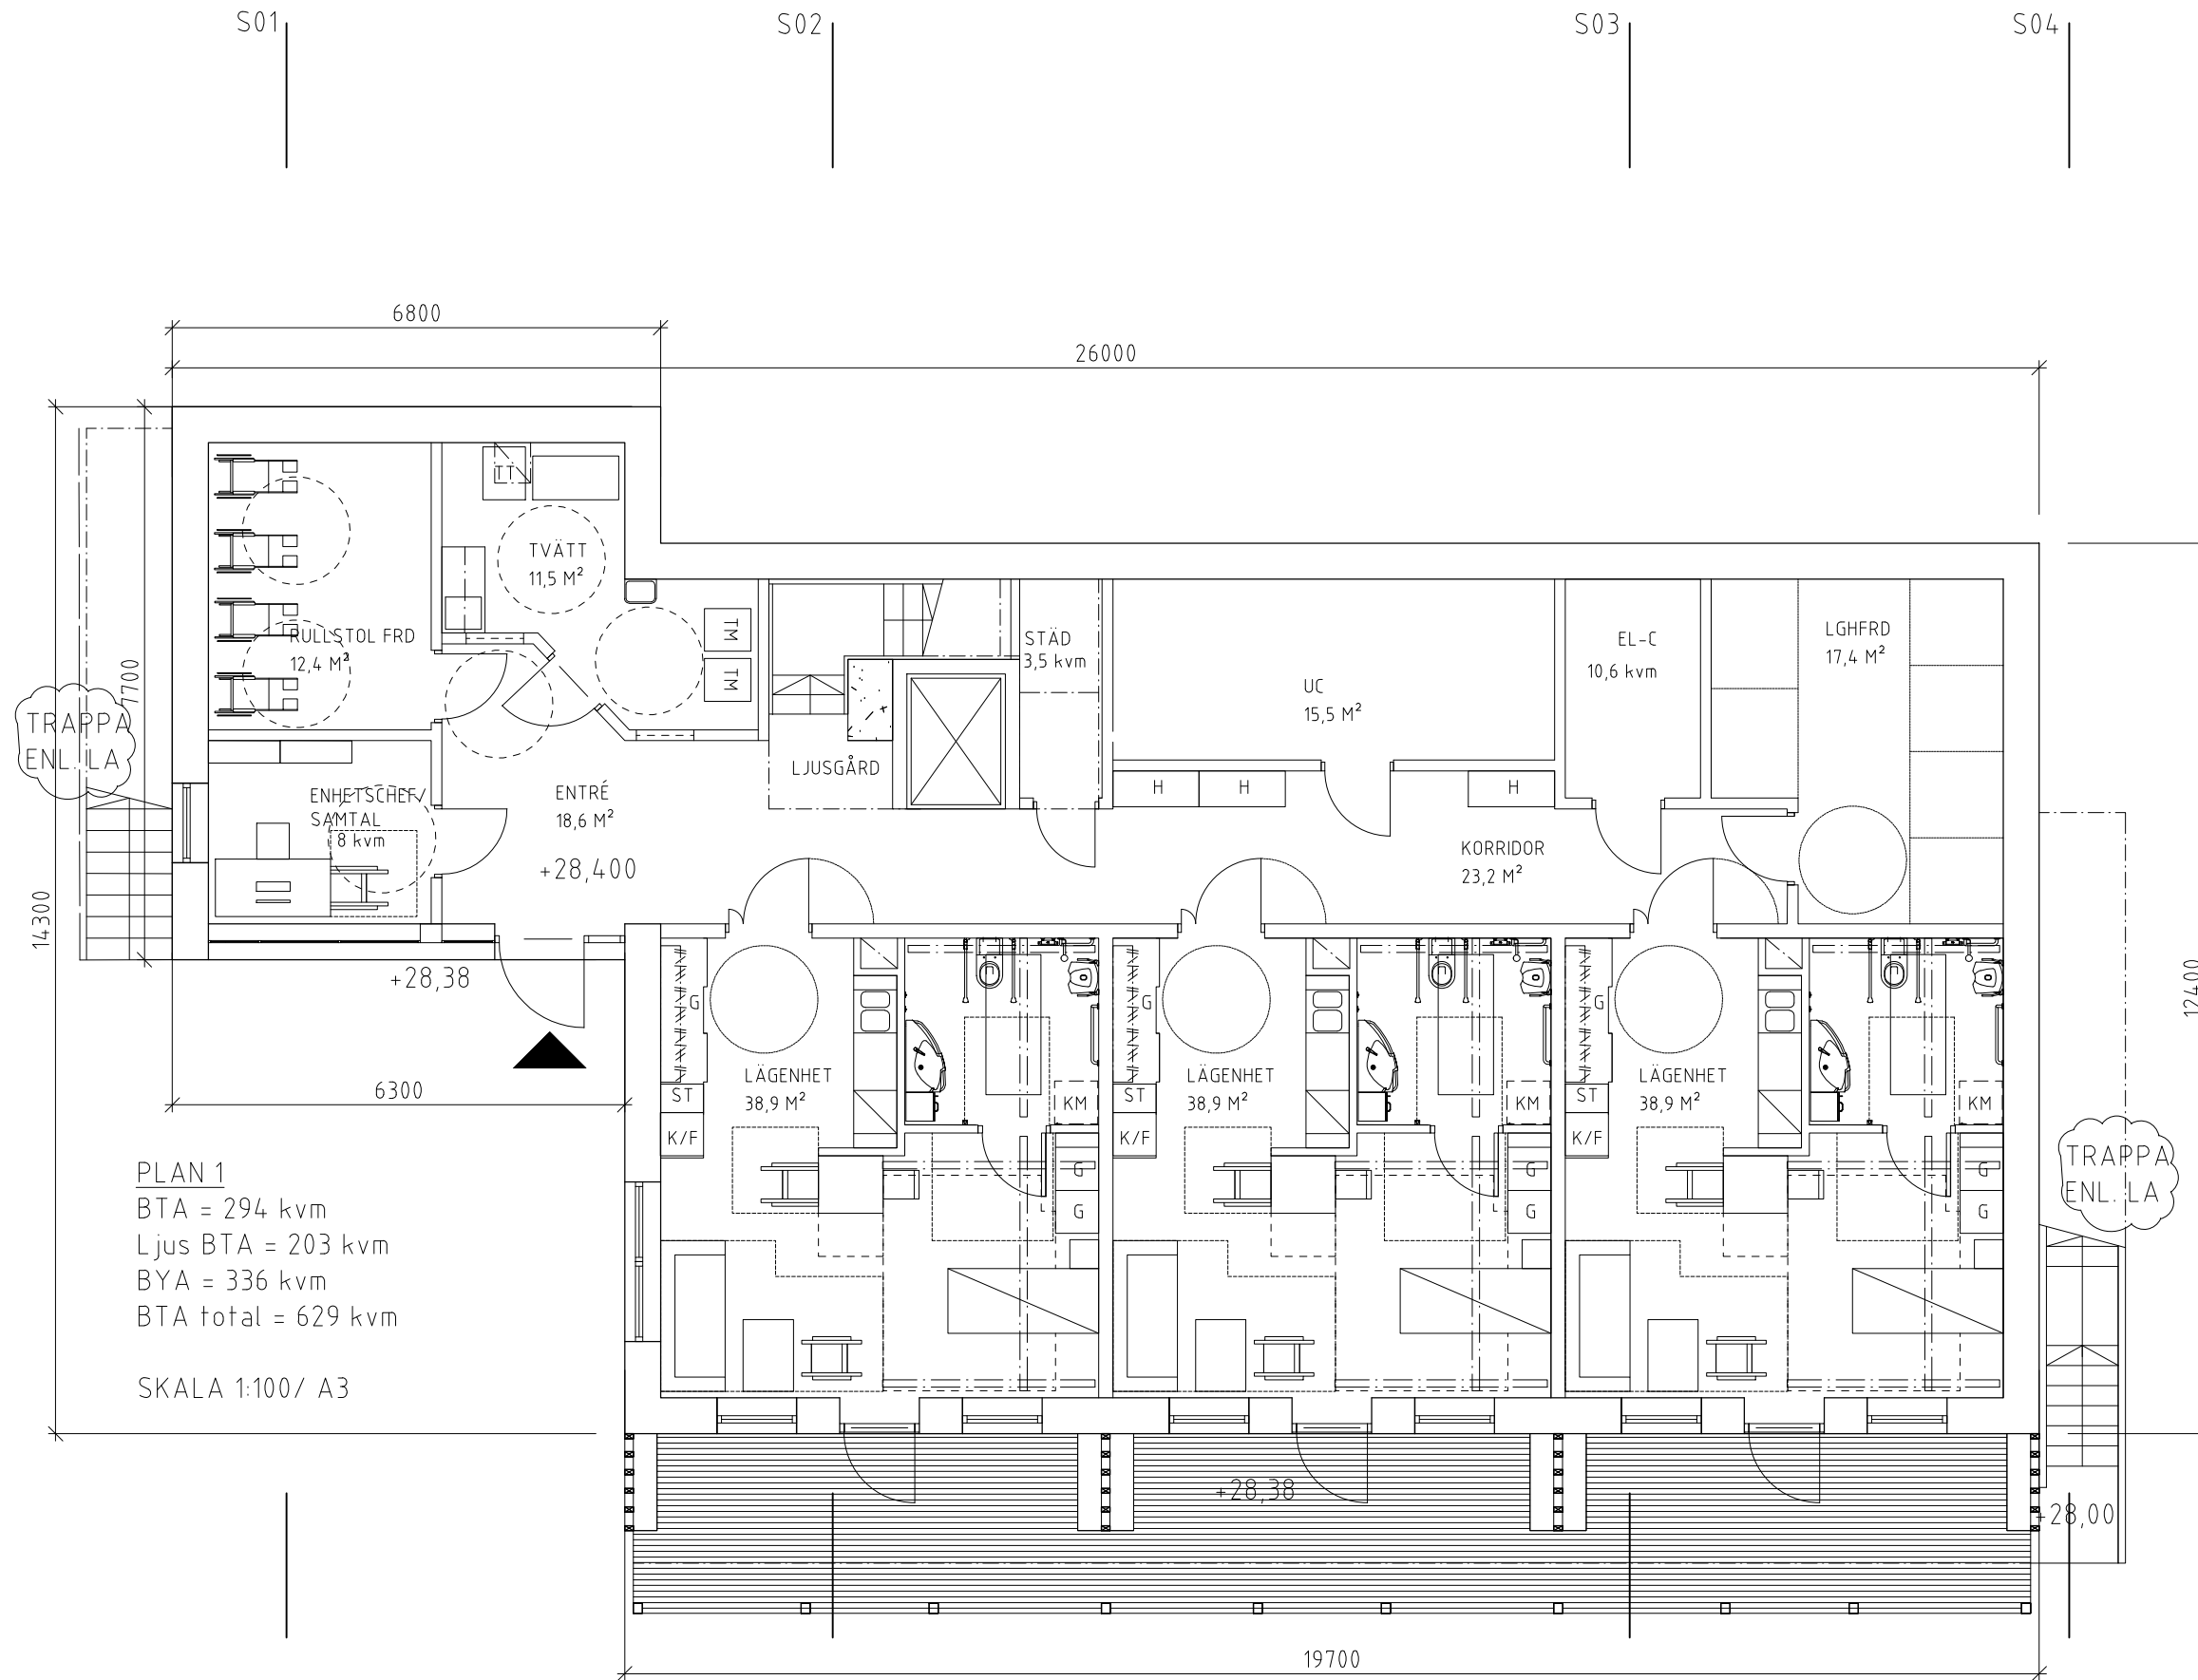 S01
S02
S03
S04
6800
26000
7700
14300
12400
TT
TVÄTT
11,5 M²
RULLSTOL FRD
12,4 M²
TM
TM
STÄD
3,5 kvm
UC
15,5 M²
EL-C
10,6 kvm
LGHFRD
17,4 M²
TRAPPA
ENL. LA
LJUSGÅRD
ENHETSCHEF/
SAMTAL
8 kvm
ENTRÉ
18,6 M²
+28,400
H
H
H
KORRIDOR
23,2 M²
+28,38
6300
G
LÄGENHET
38,9 M²
ST
K/F
KM
G
G
G
LÄGENHET
38,9 M²
ST
K/F
KM
G
G
G
LÄGENHET
38,9 M²
ST
K/F
KM
G
G
TRAPPA
ENL. LA
PLAN 1
BTA = 294 kvm
Ljus BTA = 203 kvm
BYA = 336 kvm
BTA total = 629 kvm
SKALA 1:100/ A3
+28,38
+28,00
19700